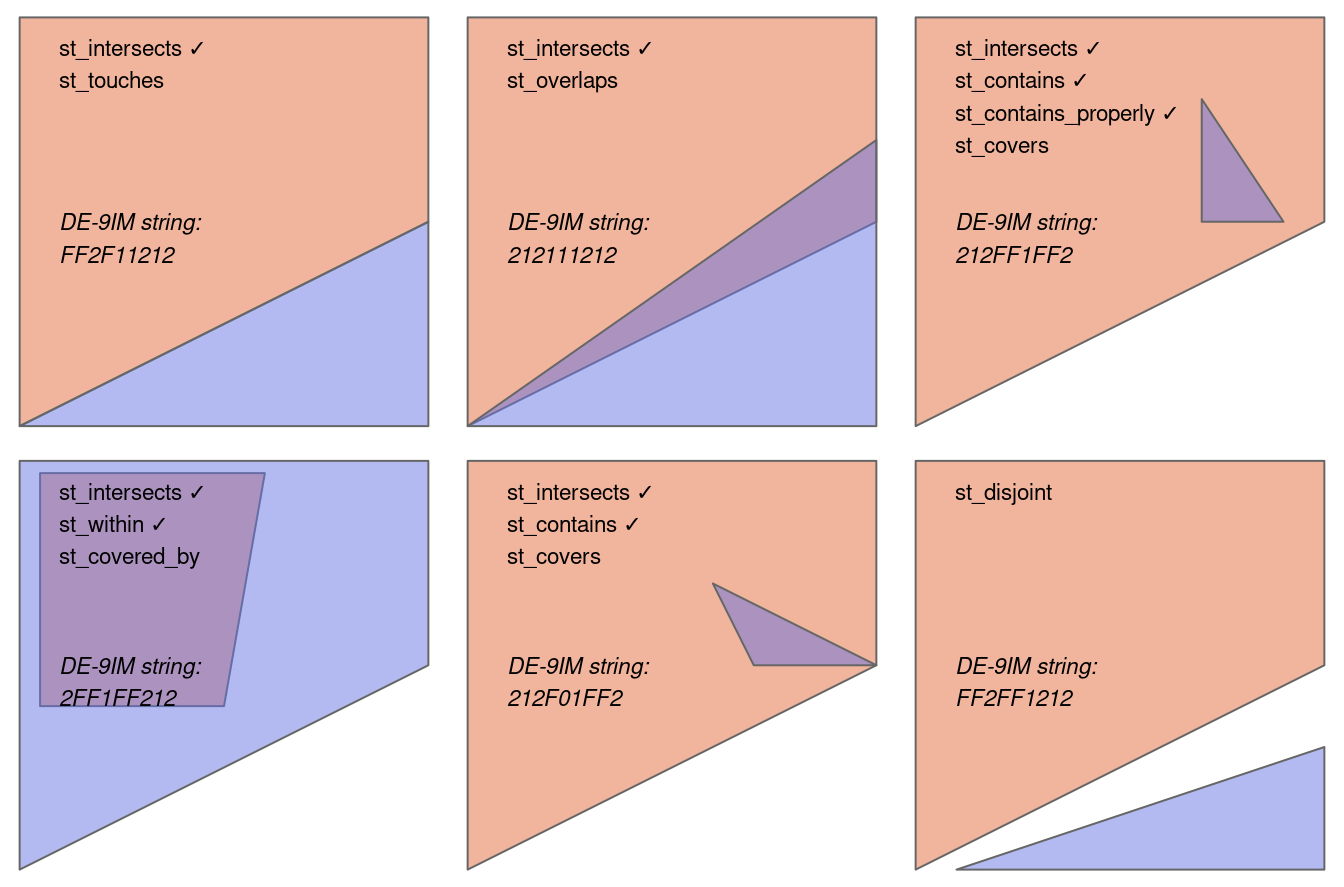 st_intersects ✓
st_touches
DE-9IM string:
FF2F11212
st_intersects ✓
st_overlaps
DE-9IM string:
212111212
st_intersects ✓
st_contains ✓
st_contains_properly ✓
st_covers
DE-9IM string:
212FF1FF2
st_intersects ✓
st_within ✓
st_covered_by
DE-9IM string:
2FF1FF212
st_intersects ✓
st_contains ✓
st_covers
DE-9IM string:
212F01FF2
st_disjoint
DE-9IM string:
FF2FF1212